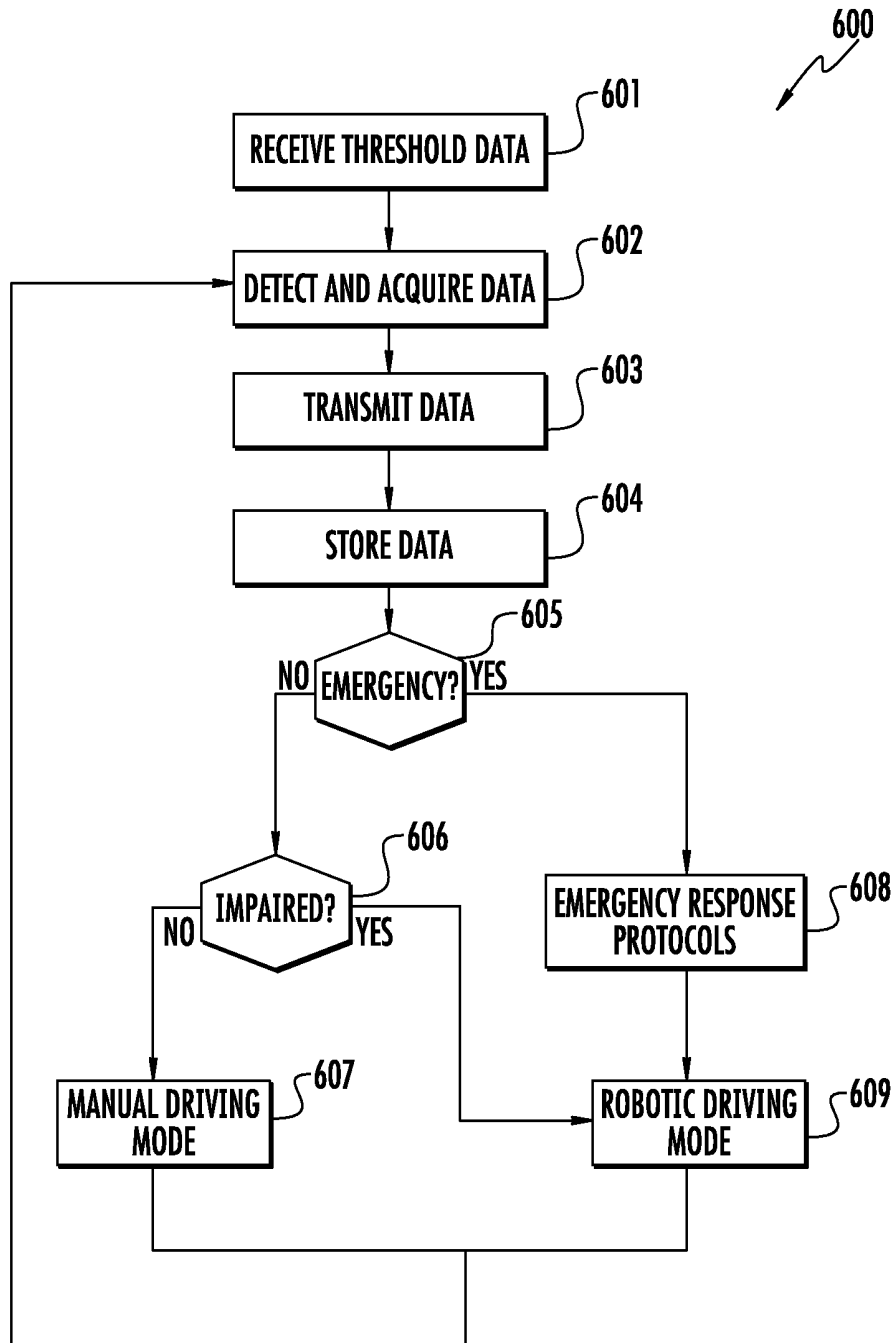 600
601
RECEIVE THRESHOLD DATA
602
DETECT AND ACQUIRE DATA
603
TRANSMIT DATA
604
STORE DATA
605
NO
EMERGENCY?
YES
606
IMPAIRED?
NO
YES
608
EMERGENCY RESPONSE
PROTOCOLS
607
MANUAL DRIVING
MODE
609
ROBOTIC DRIVING
MODE